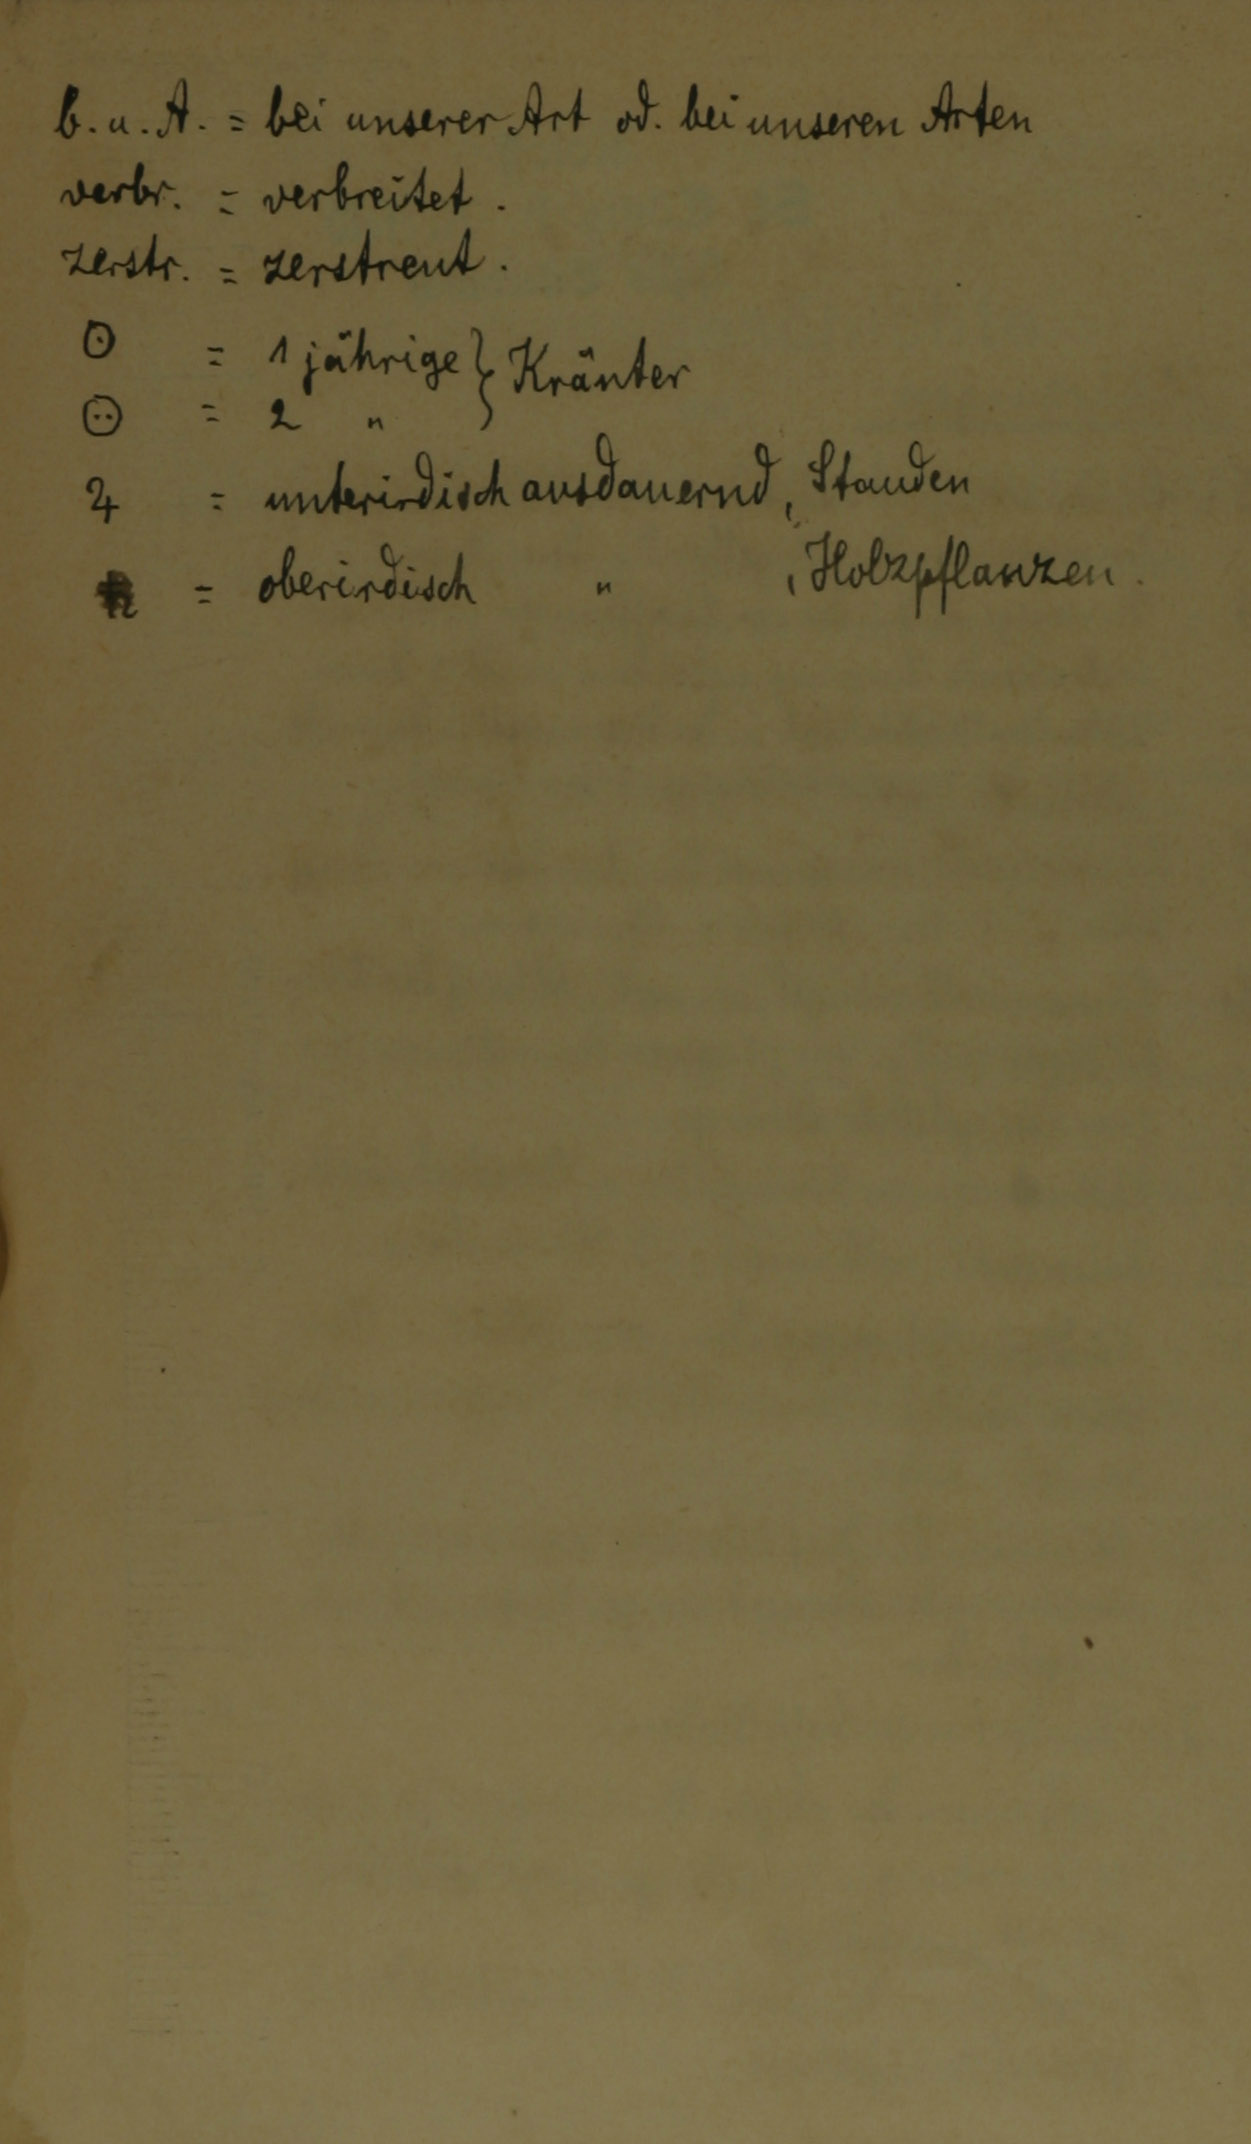 b. u. A. = bei unserer Art od. bei unseren Arten
verbr. = verbreitet.
zerstr. = zerstreut.
⊙ = 1 jährige } Kräuter
⊙⊙ = 2 " }
♃ = unterirdisch ausdauernd, Stauden
♄ = oberirdisch " , Holzpflanzen.